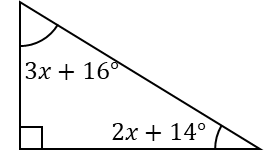 3x + 16°
2x + 14°